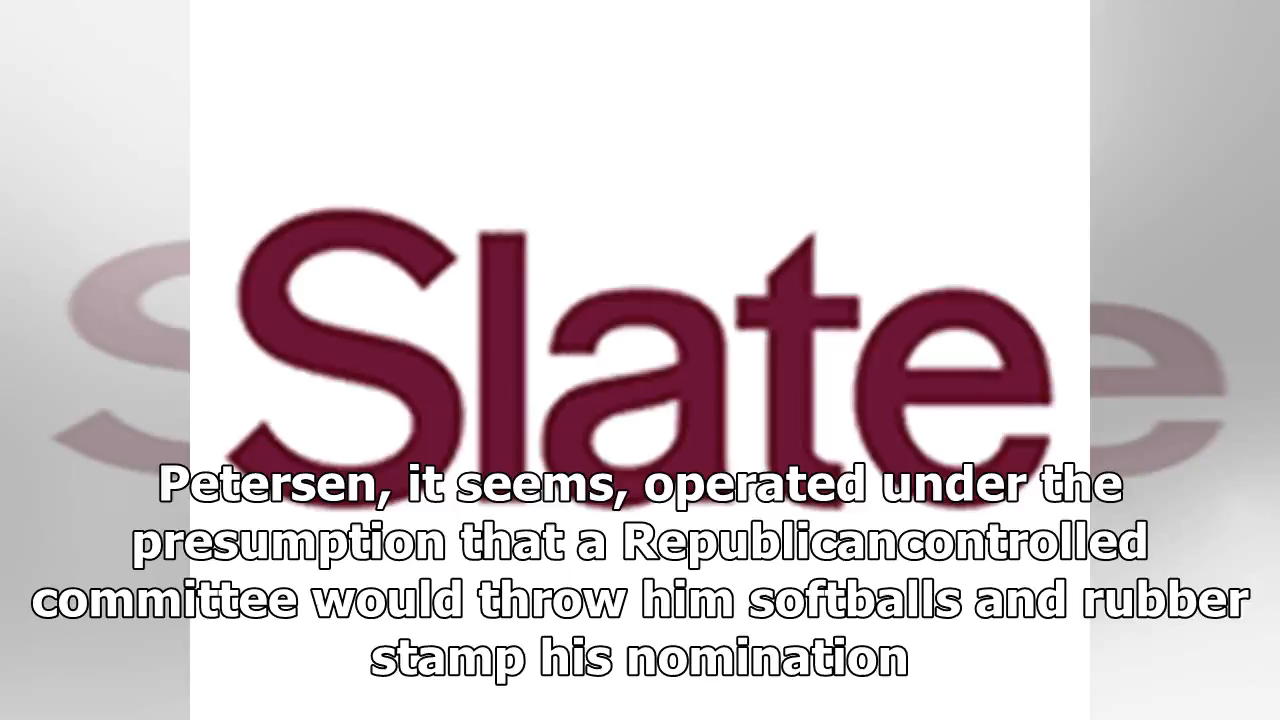 Slate
Petersen, it seems, operated under the
presumption that a Republicancontrolled
committee would throw him softballs and rubber
stamp his nomination